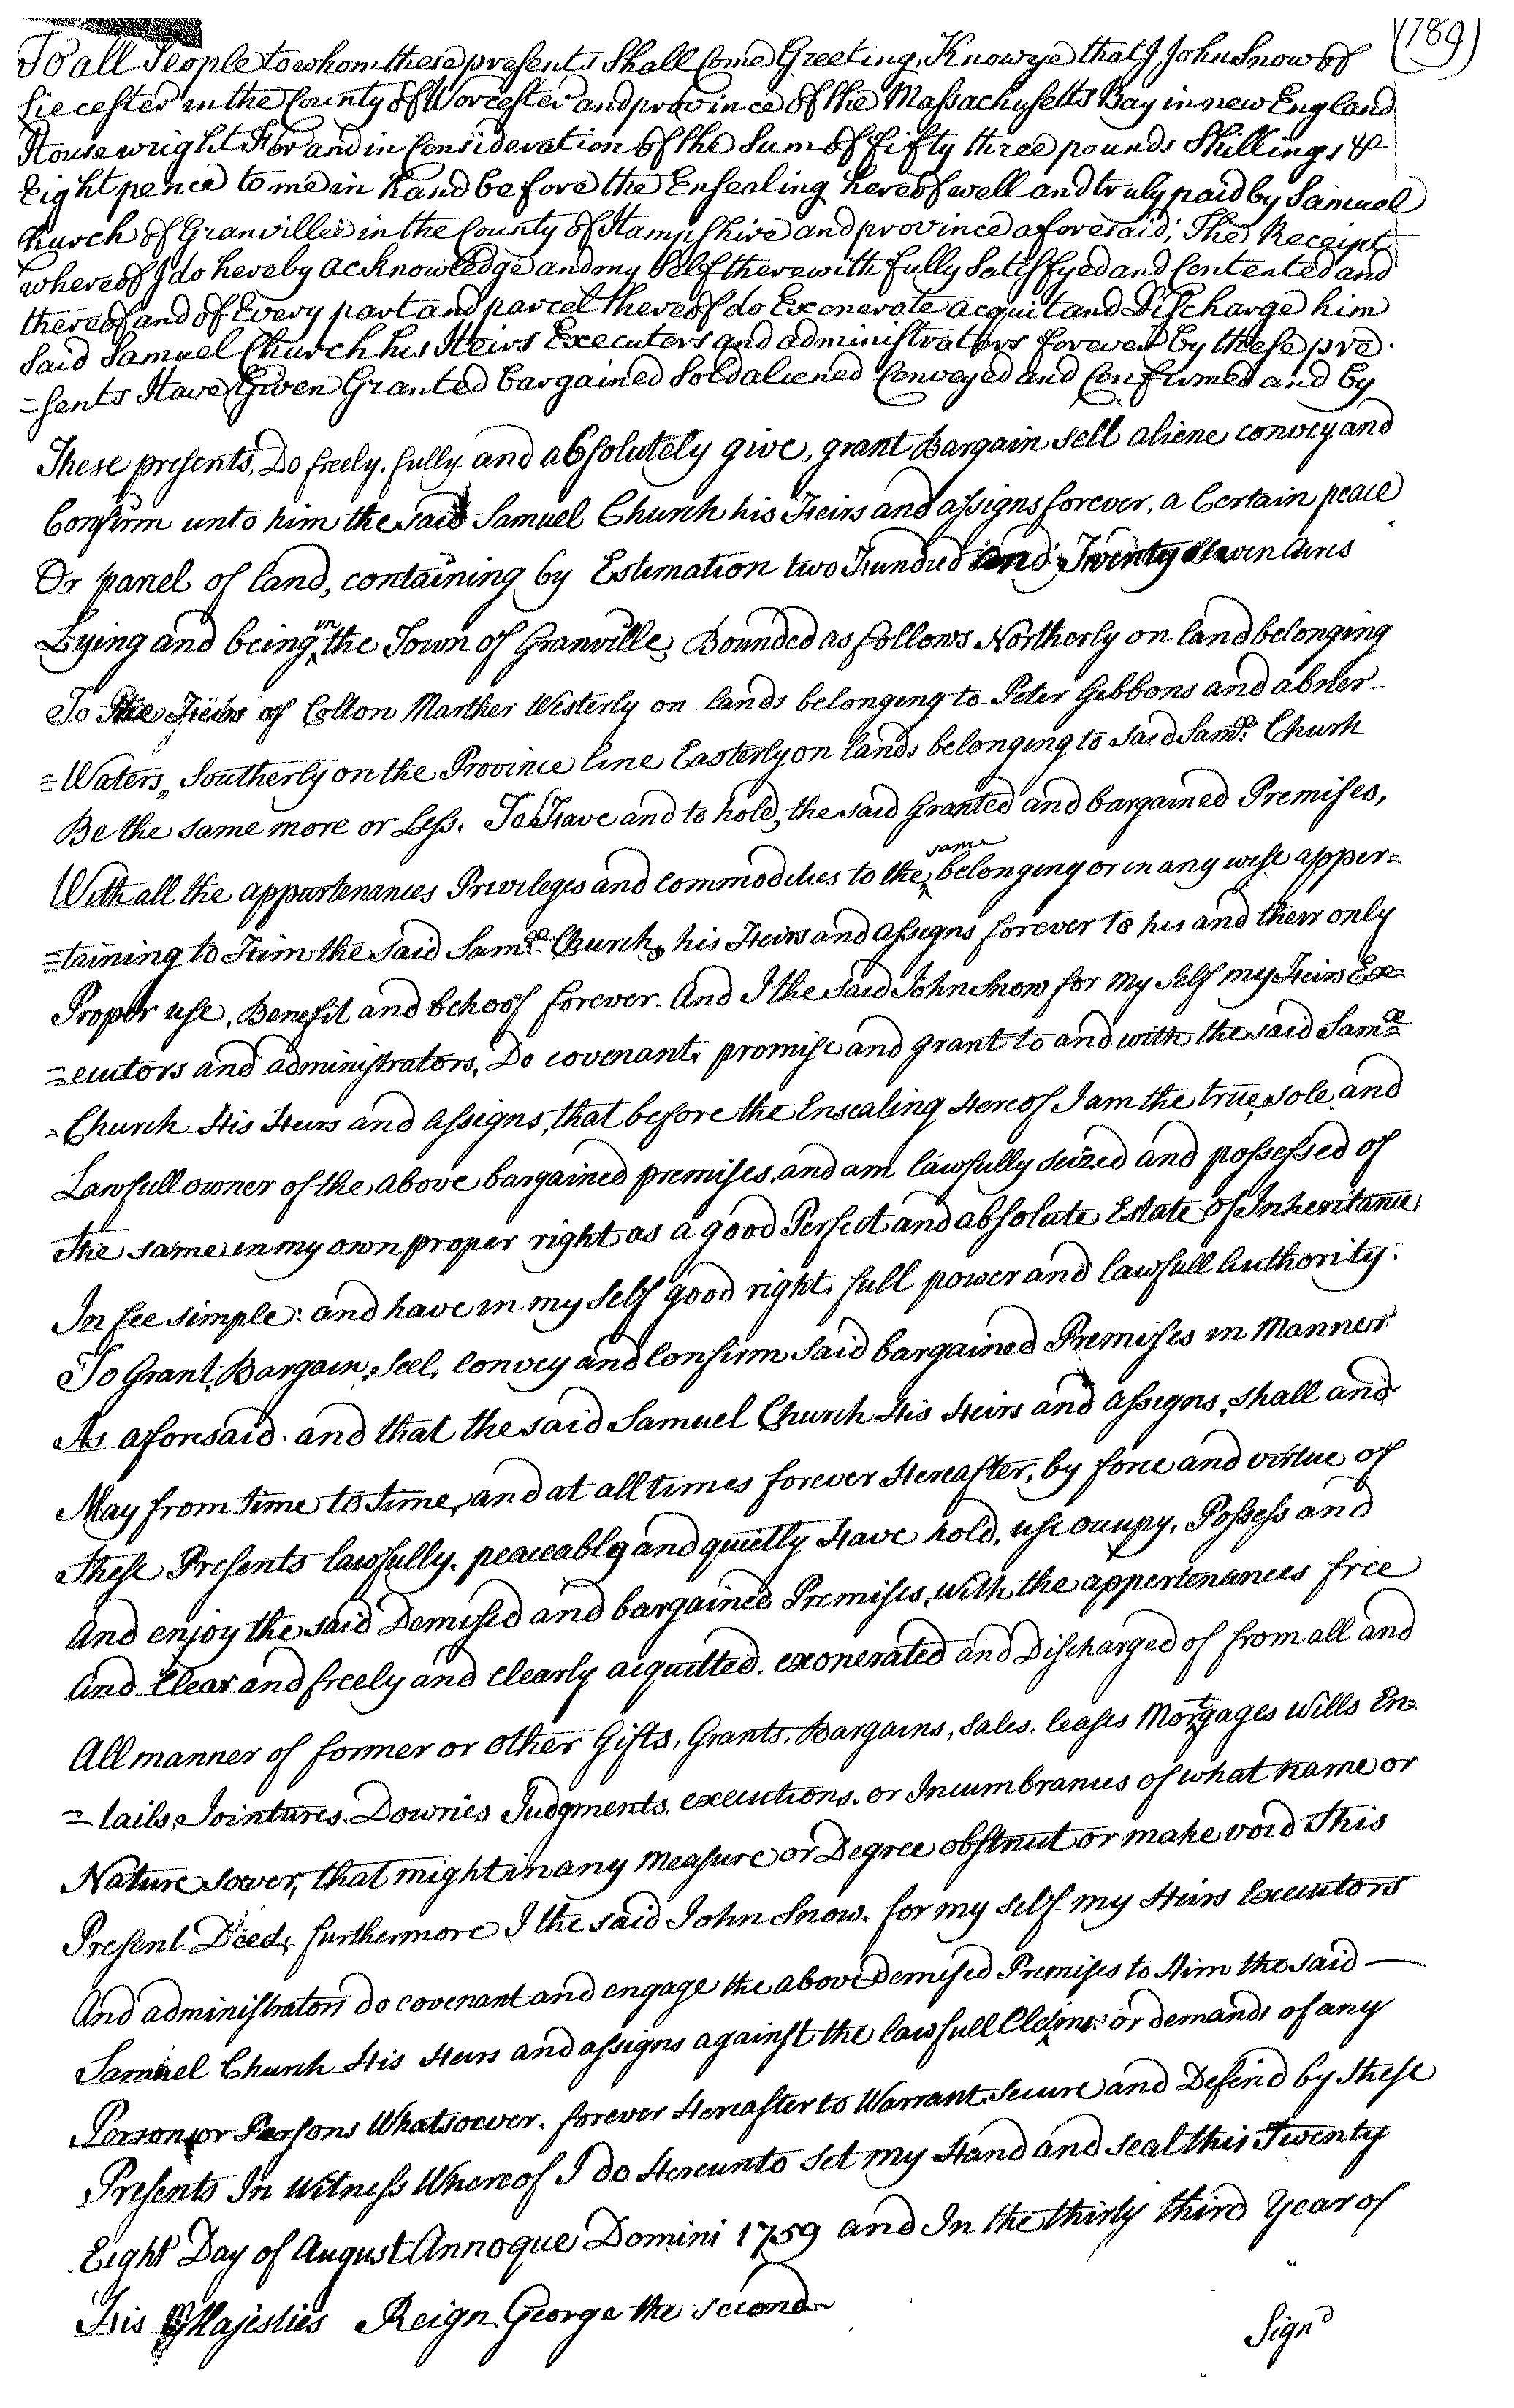 (789)
To all People to whom these presents Shall Come Greeting, Know ye that I John Snow of
Liecester in the County of Worcester and province of the Massachusetts Bay in new England
Housewright For and in Consideration of the Sum of fifty three pounds Shillings &
Eight pence to me in hand before the Ensealing hereof well and truly paid by Samuel
Church of Granvillee in the County of Hampshire and province aforesaid; The Receipt
whereof I do hereby acknowledge and my Self therewith fully Satisfyed and Contented and
thereof and of Every part and parcel thereof do Exonerate acquit and Discharge him
Said Samuel Church his Heirs Executers and administrators forever by these pre
=sents Have Given Granted bargained Sold aliened Conveyed and Confirmed and by
These presents, Do freely, fully and absolutely give, grant Bargain sell aliene convey and
Confirm unto him the said Samuel Church his Heirs and assigns forever, a Certain peace
Or parcel of land, containing by Estimation two Hundred and Twenty seven Acres
Lying and being in the Town of Granville, Bounded as follows Northerly on land belonging
To the Heirs of Cotton Marther Westerly on lands belonging to Peter Gibbons and abner
=Waters,, Southerly on the Province line Easterly on lands belonging to said Samll. Church
Be the same more or Less. To Have and to hold, the said Granted and bargained Premises,
With all the appurtenances Privileges and commodities to the same belonging or in any wise apper=
=taining to Him the said Samll. Church, his Heirs and assigns forever to his and their only
Proper use, Benefit and behoof forever. And I the said John Snow for my self my Heirs Exe=
=cutors and administrators, Do covenant, promise and grant to and with the said Samll
Church His Heirs and assigns, that before the Ensealing Hereof I am the true, sole, and
Lawfull owner of the above bargained premises, and am lawfully seized and possessed of
the same in my own proper right as a good Perfect and absolute Estate of Inheritance
In fee simple: and have in my self good right, full power and lawfull Authority.
To Grant, Bargain, Sell, Convey and Confirm said bargained Premises in Manner
As aforesaid. and that the said Samuel Church His Heirs and assigns, shall and
May from time to time, and at all times forever Hereafter, by force and virtue of
these Presents lawfully, peaceably and quietly Have hold, use ocupy, Possess and
And enjoy the said Demised and bargained Premises, with the appertenances free
And Clear and freely and clearly acquitted, exonerated and Discharged of from all and
All manner of former or other Gifts, Grants, Bargains, sales, leases Mortgages wills En=
=tails, Jointures, Dowries Judgments, executions, or Incumbrances of what name or
Nature soever, that might in any measure or Degree obstruct or make void this
Present Deed, furthermore I the said John Snow, for my self my Heirs Executors
And administrators do covenant and engage the above Demised Premises to Him the said —
Samuel Church His Heirs and assigns against the lawfull Claims or demands of any
Person or Persons Whatsoever, forever Hereafter to Warrant, Secure and Defend by these
Presents In witness Whereof I do Hereunto set my Hand and seal this Twenty
Eight Day of August Annoque Domini 1759 and In the thirty third Year of
His Majesties Reign George the second
Signd